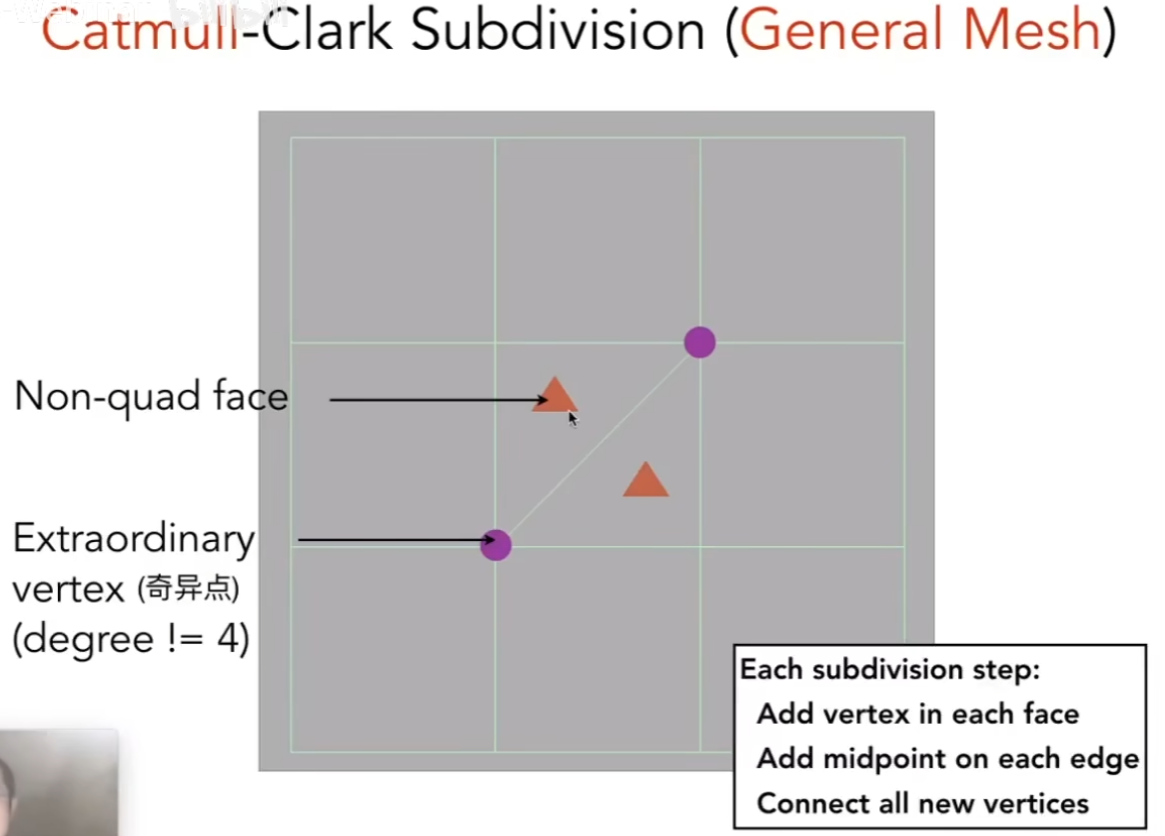 Catmull-Clark Subdivision (General Mesh)
Non-quad face
Extraordinary
vertex (奇异点)
(degree != 4)
Each subdivision step:
Add vertex in each face
Add midpoint on each edge
Connect all new vertices